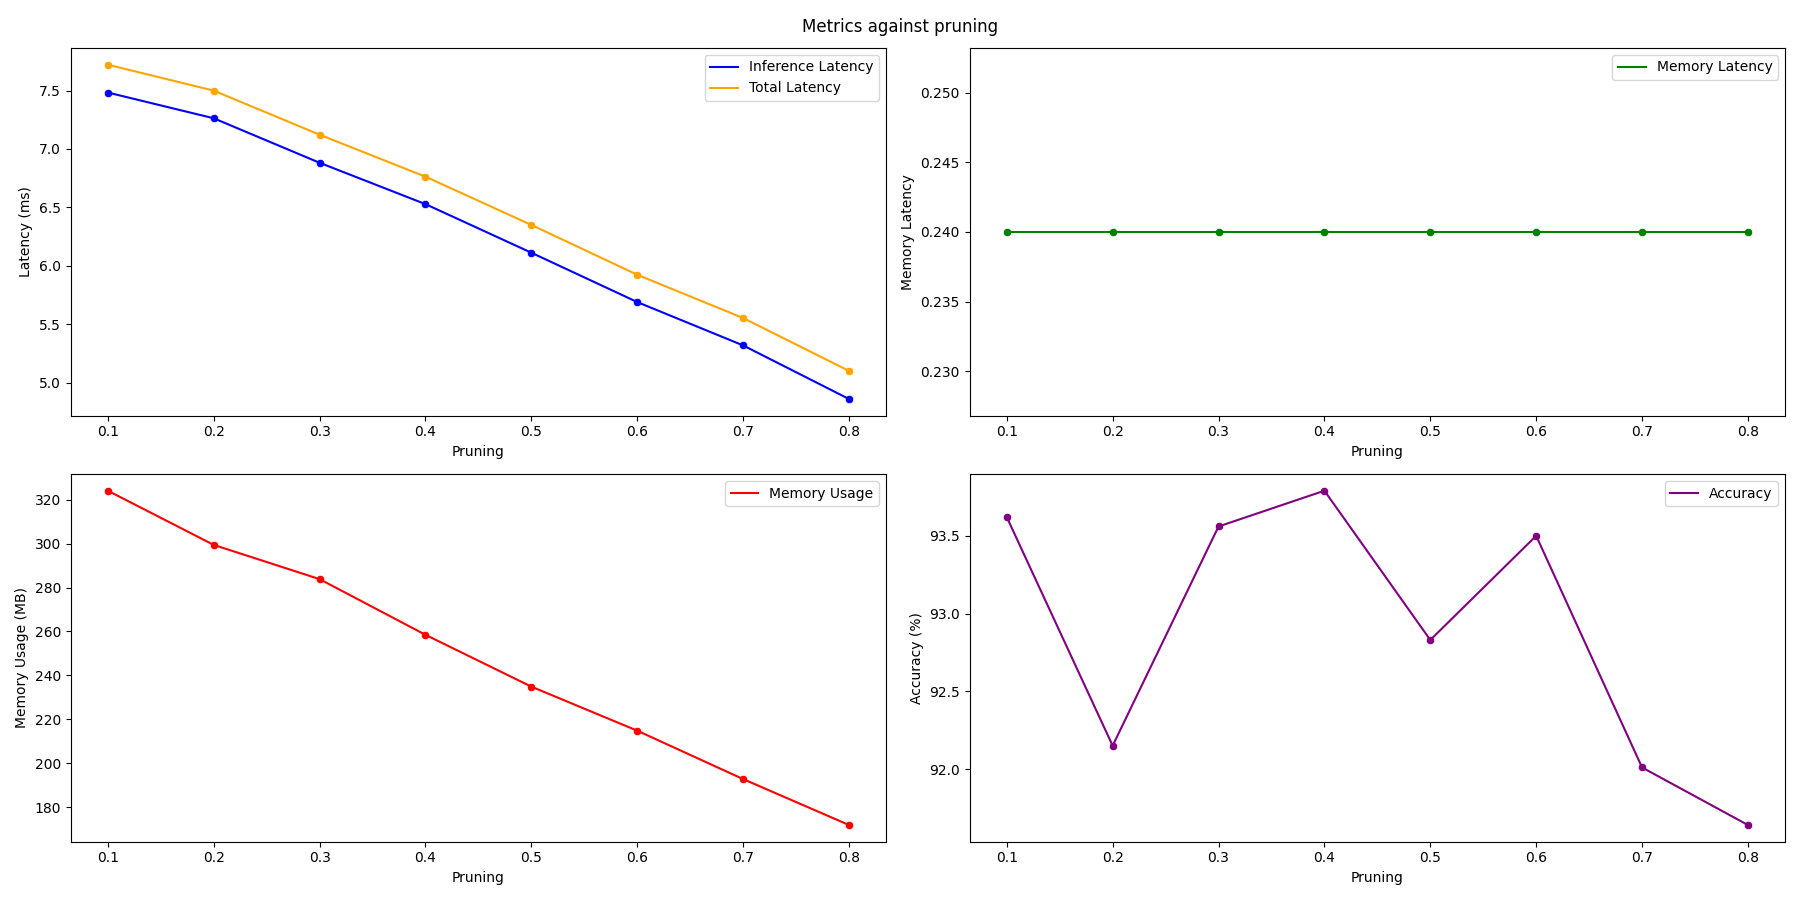 Metrics against pruning
Inference Latency
Total Latency
7.5
7.0
6.5
6.0
5.5
5.0
Latency (ms)
0.1 0.2 0.3 0.4 0.5 0.6 0.7 0.8
Pruning
Memory Latency
0.250
0.245
0.240
0.235
0.230
Memory Latency
0.1 0.2 0.3 0.4 0.5 0.6 0.7 0.8
Pruning
Memory Usage
320
300
280
260
240
220
200
180
Memory Usage (MB)
0.1 0.2 0.3 0.4 0.5 0.6 0.7 0.8
Pruning
Accuracy
93.5
93.0
92.5
92.0
Accuracy (%)
0.1 0.2 0.3 0.4 0.5 0.6 0.7 0.8
Pruning